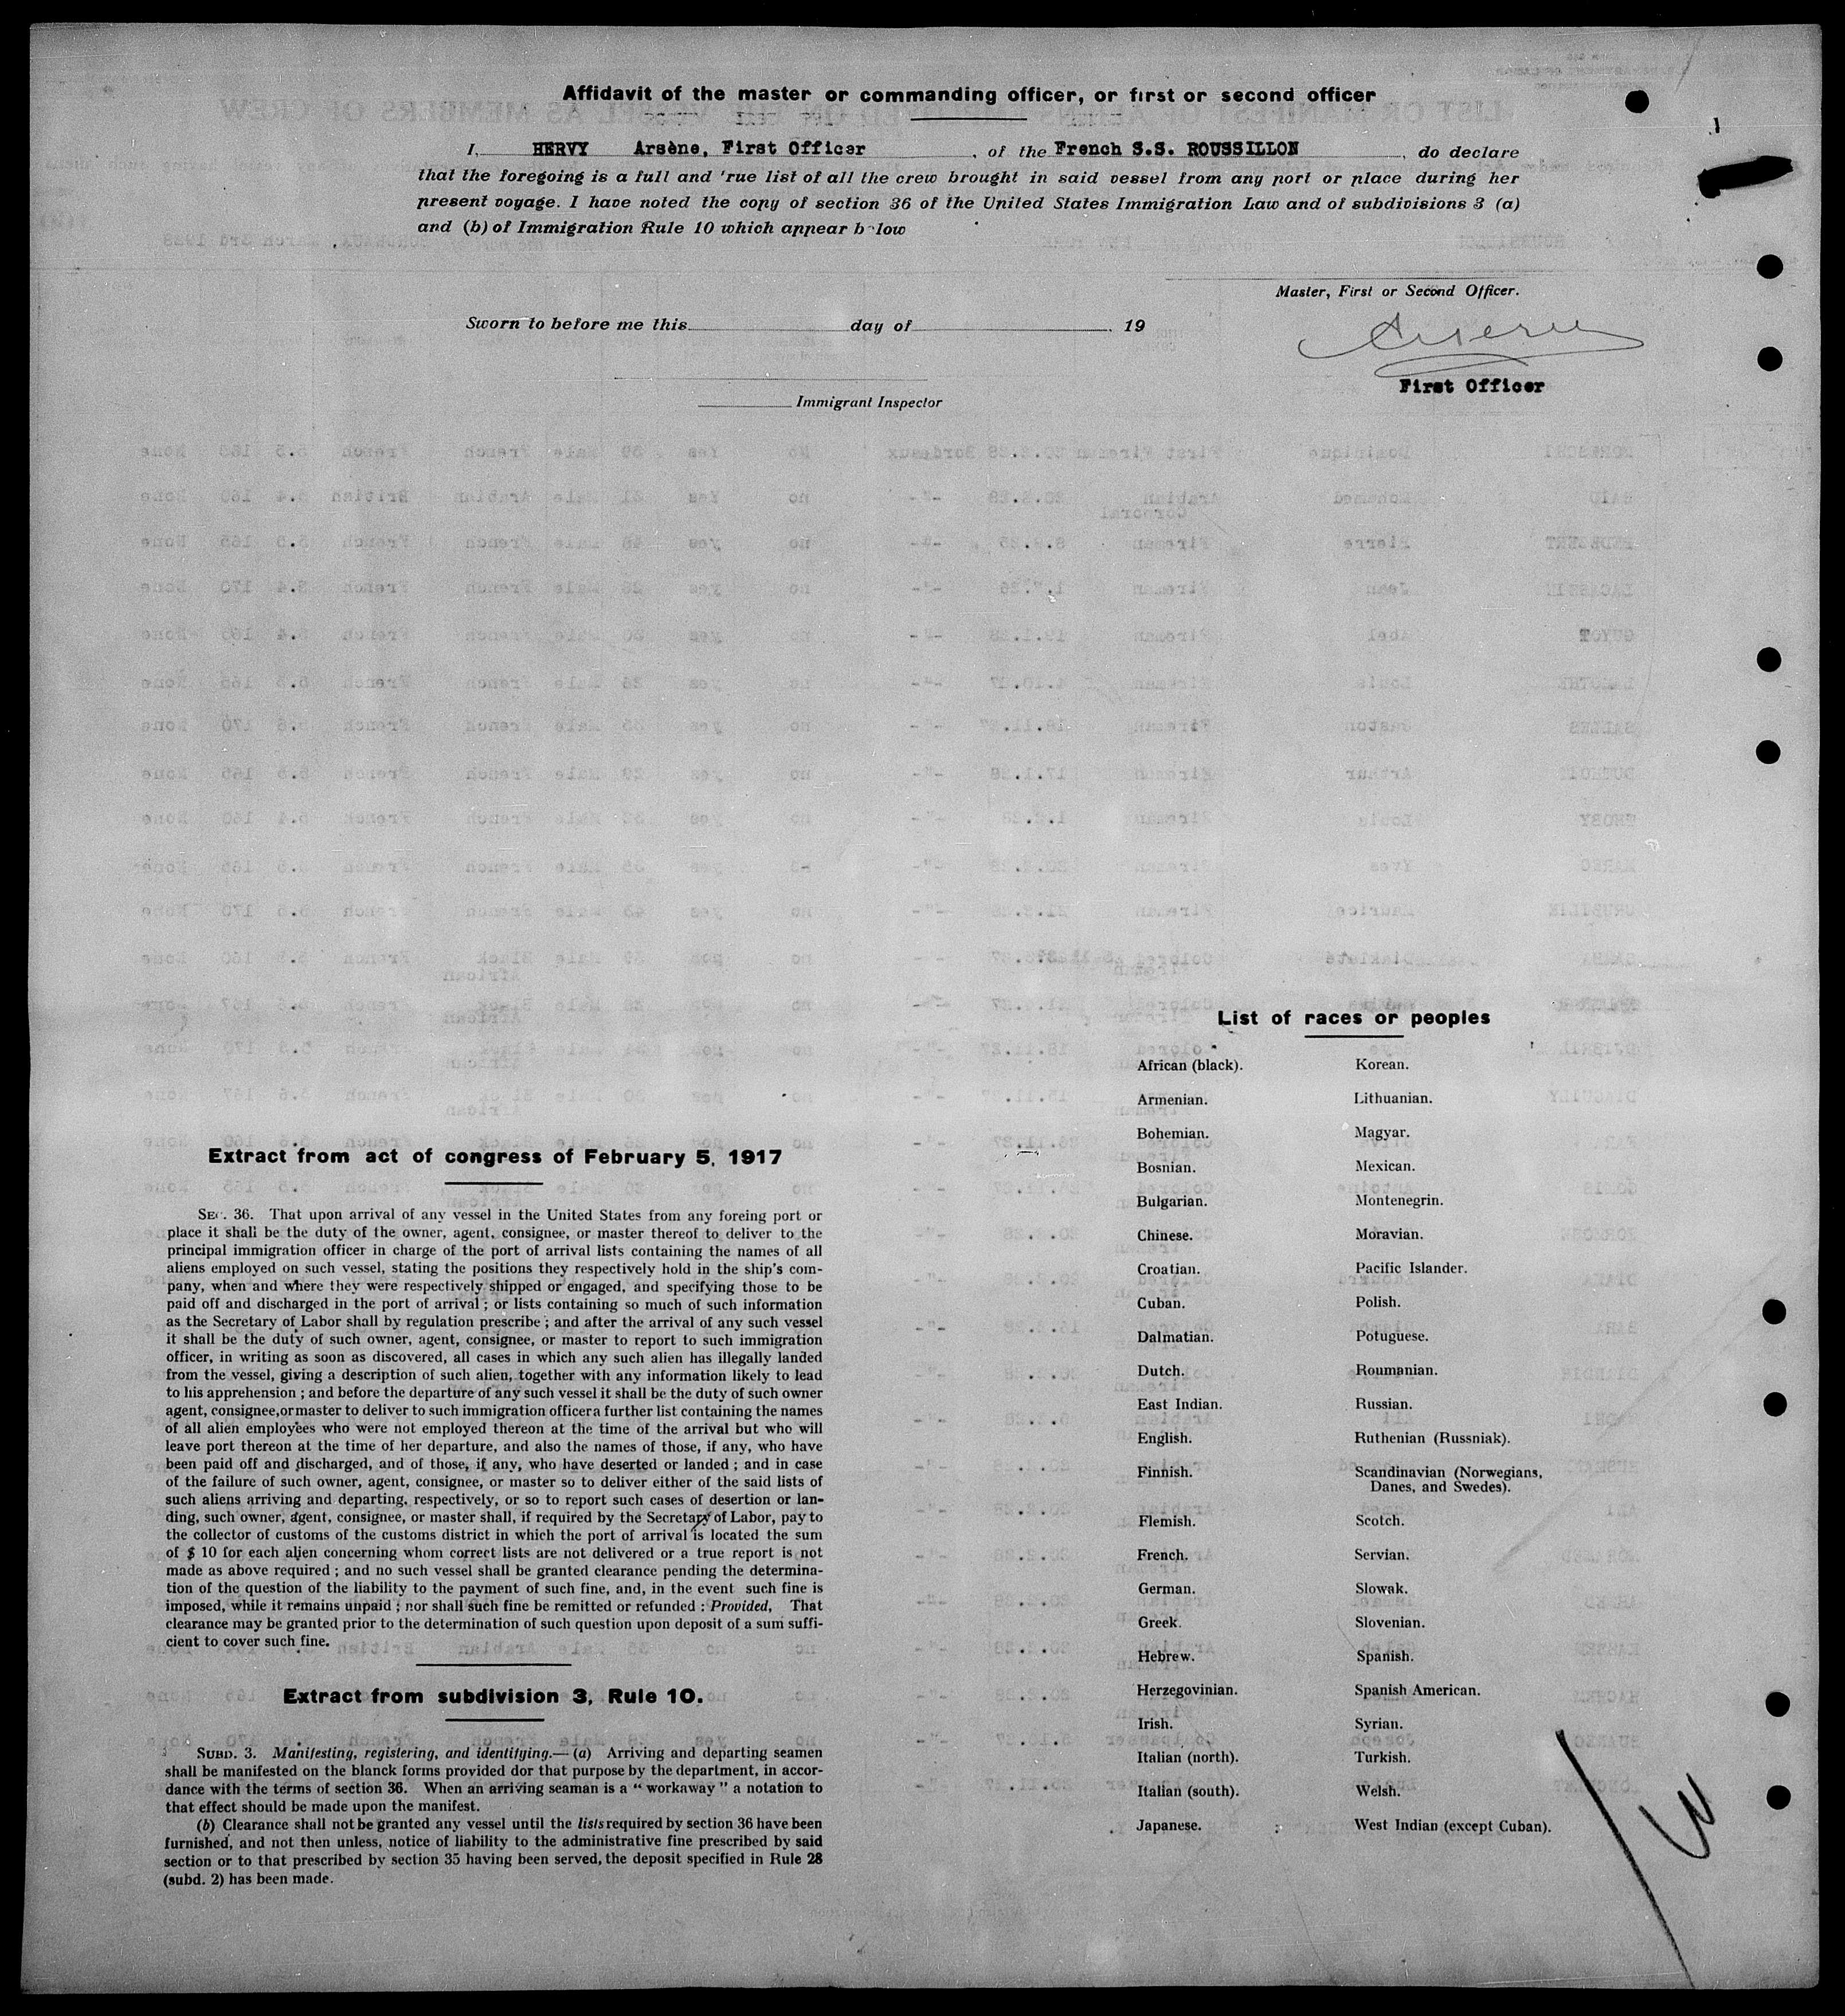 Affidavit of the master or commanding officer, or first or second officer
I, HERVY Arsène, First Officer, of the French S.S. ROUSSILLON, do declare
that the foregoing is a full and 'rue list of all the crew brought in said vessel from any port or place during her
present voyage. I have noted the copy of section 36 of the United States Immigration Law and of subdivisions 3 (a)
and (b) of Immigration Rule 10 which appear b low
Master, First or Second Officer.
Sworn to before me this day of 19
First Officer
Immigrant Inspector
Extract from act of congress of February 5, 1917
SEC. 36. That upon arrival of any vessel in the United States from any foreing port or
place it shall be the duty of the owner, agent, consignee, or master thereof to deliver to the
principal immigration officer in charge of the port of arrival lists containing the names of all
aliens employed on such vessel, stating the positions they respectively hold in the ship's com-
pany, when and where they were respectively shipped or engaged, and specifying those to be
paid off and discharged in the port of arrival ; or lists containing so much of such information
as the Secretary of Labor shall by regulation prescribe ; and after the arrival of any such vessel
it shall be the duty of such owner, agent, consignee, or master to report to such immigration
officer, in writing as soon as discovered, all cases in which any such alien has illegally landed
from the vessel, giving a description of such alien, together with any information likely to lead
to his apprehension ; and before the departure of any such vessel it shall be the duty of such owner
agent, consignee,or master to deliver to such immigration officer a further list containing the names
of all alien employees who were not employed thereon at the time of the arrival but who will
leave port thereon at the time of her departure, and also the names of those, if any, who have
been paid off and discharged, and of those, if any, who have deserted or landed ; and in case
of the failure of such owner, agent, consignee, or master so to deliver either of the said lists of
such aliens arriving and departing, respectively, or so to report such cases of desertion or lan-
ding, such owner, agent, consignee, or master shall, if required by the Secretary of Labor, pay to
the collector of customs of the customs district in which the port of arrival is located the sum
of $ 10 for each alien concerning whom correct lists are not delivered or a true report is not
made as above required ; and no such vessel shall be granted clearance pending the determina-
tion of the question of the liability to the payment of such fine, and, in the event such fine is
imposed, while it remains unpaid ; nor shall such fine be remitted or refunded : Provided, That
clearance may be granted prior to the determination of such question upon deposit of a sum suffi-
cient to cover such fine.
Extract from subdivision 3, Rule 10.
SUBD. 3. Manifesting, registering, and identifying.— (a) Arriving and departing seamen
shall be manifested on the blanck forms provided dor that purpose by the department, in accor-
dance with the terms of section 36. When an arriving seaman is a " workaway " a notation to
that effect should be made upon the manifest.
(b) Clearance shall not be granted any vessel until the lists required by section 36 have been
furnished, and not then unless, notice of liability to the administrative fine prescribed by said
section or to that prescribed by section 35 having been served, the deposit specified in Rule 28
(subd. 2) has been made.
List of races or peoples
African (black).
Armenian.
Bohemian.
Bosnian.
Bulgarian.
Chinese.
Croatian.
Cuban.
Dalmatian.
Dutch.
East Indian.
English.
Finnish.
Flemish.
French.
German.
Greek.
Hebrew.
Herzegovinian.
Irish.
Italian (north).
Italian (south).
Japanese.
Korean.
Lithuanian.
Magyar.
Mexican.
Montenegrin.
Moravian.
Pacific Islander.
Polish.
Potuguese.
Roumanian.
Russian.
Ruthenian (Russniak).
Scandinavian (Norwegians,
Danes, and Swedes).
Scotch.
Servian.
Slowak.
Slovenian.
Spanish.
Spanish American.
Syrian.
Turkish.
Welsh.
West Indian (except Cuban).